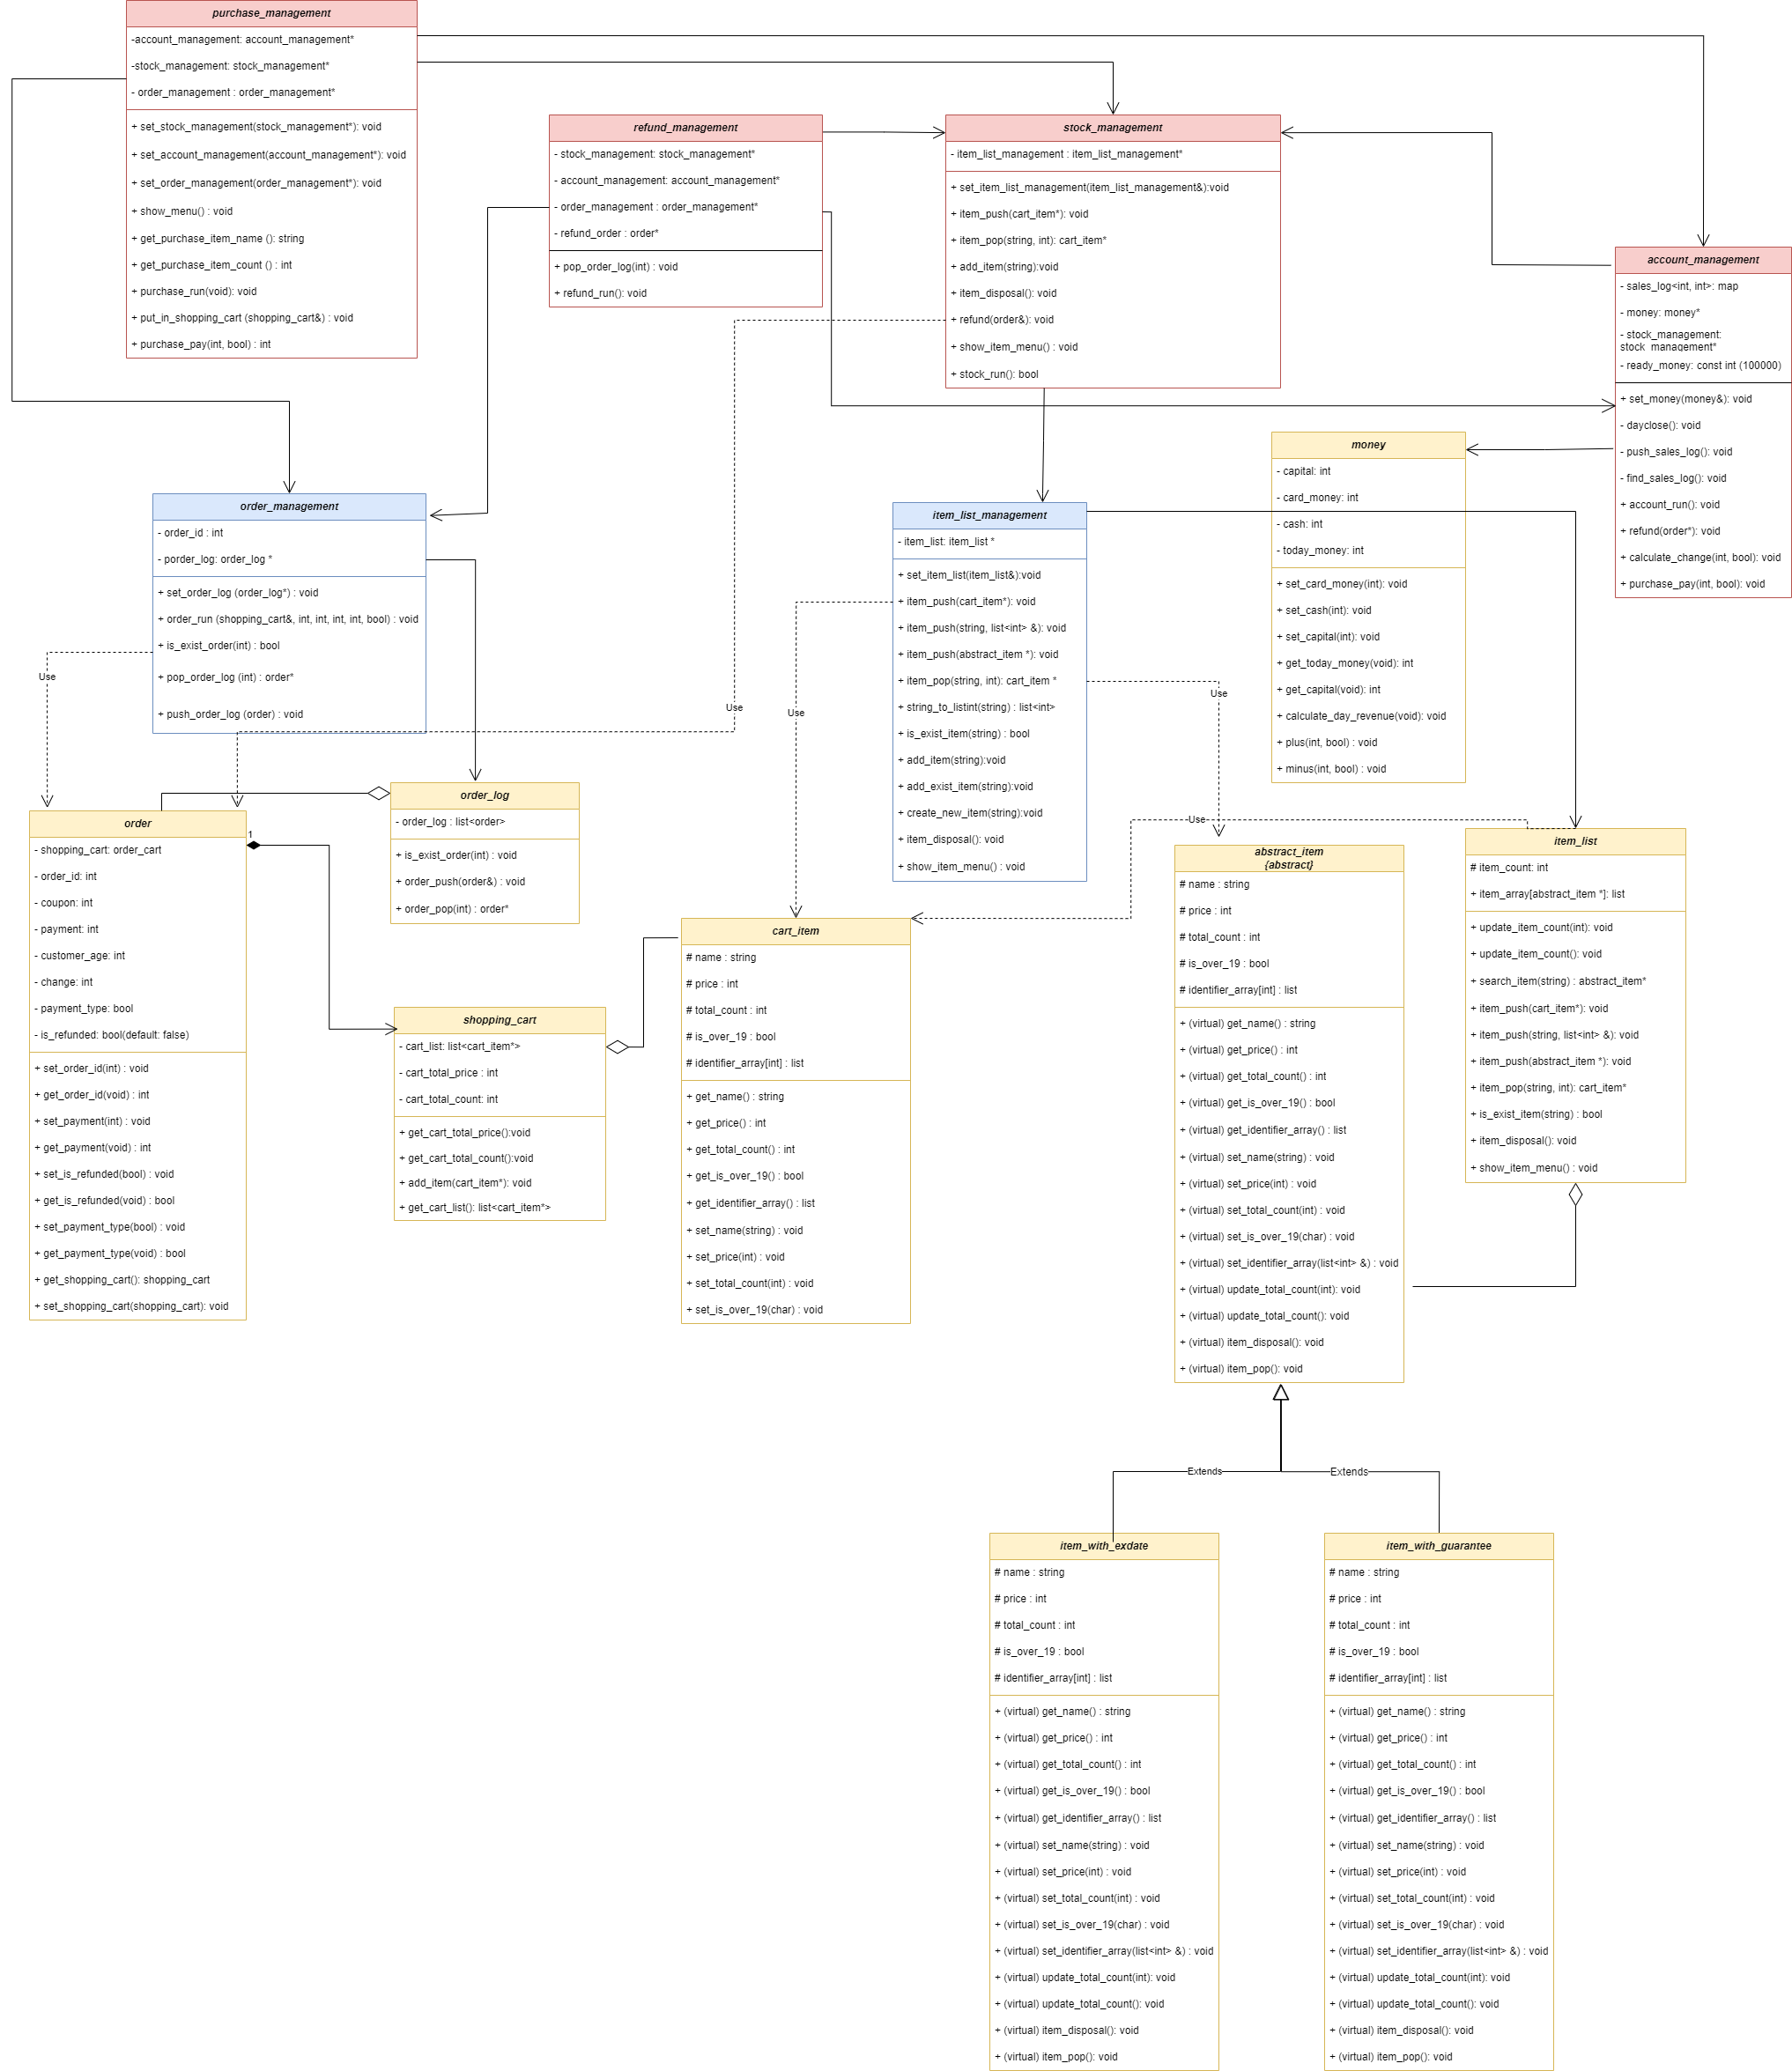 purchase_management
-account_management: account_management*
-stock_management: stock_management*
- order_management : order_management*
+ set_stock_management(stock_management*): void
+ set_account_management(account_management*): void
+ set_order_management(order_management*): void
+ show_menu() : void
+ get_purchase_item_name (): string
+ get_purchase_item_count () : int
+ purchase_run(void): void
+ put_in_shopping_cart (shopping_cart&) : void
+ purchase_pay(int, bool) : int
refund_management
- stock_management: stock_management*
- account_management: account_management*
- order_management : order_management*
- refund_order : order*
+ pop_order_log(int) : void
+ refund_run(): void
stock_management
- item_list_management : item_list_management*
+ set_item_list_management(item_list_management&):void
+ item_push(cart_item*): void
+ item_pop(string, int): cart_item*
+ add_item(string):void
+ item_disposal(): void
+ refund(order&): void
+ show_item_menu() : void
+ stock_run(): bool
account_management
- sales_log<int, int>: map
- money: money*
- stock_management:
stock_management*
- ready_money: const int (100000)
+ set_money(money&): void
- dayclose(): void
- push_sales_log(): void
- find_sales_log(): void
+ account_run(): void
+ refund(order*): void
+ calculate_change(int, bool): void
+ purchase_pay(int, bool): void
money
- capital: int
- card_money: int
- cash: int
- today_money: int
+ set_card_money(int): void
+ set_cash(int): void
+ set_capital(int): void
+ get_today_money(void): int
+ get_capital(void): int
+ calculate_day_revenue(void): void
+ plus(int, bool) : void
+ minus(int, bool) : void
order_management
- order_id : int
- porder_log: order_log *
+ set_order_log (order_log*) : void
+ order_run (shopping_cart&, int, int, int, int, bool) : void
+ is_exist_order(int) : bool
+ pop_order_log (int) : order*
+ push_order_log (order) : void
item_list_management
- item_list: item_list *
+ set_item_list(item_list&):void
+ item_push(cart_item*): void
+ item_push(string, list<int> &): void
+ item_push(abstract_item *): void
+ item_pop(string, int): cart_item *
+ string_to_listint(string) : list<int>
+ is_exist_item(string) : bool
+ add_item(string):void
+ add_exist_item(string):void
+ create_new_item(string):void
+ item_disposal(): void
+ show_item_menu() : void
Use
Use
Use
Use
Use
order_log
- order_log : list<order>
+ is_exist_order(int) : void
+ order_push(order&) : void
+ order_pop(int) : order*
order
1
- shopping_cart: order_cart
- order_id: int
- coupon: int
- payment: int
- customer_age: int
- change: int
- payment_type: bool
- is_refunded: bool(default: false)
+ set_order_id(int) : void
+ get_order_id(void) : int
+ set_payment(int) : void
+ get_payment(void) : int
+ set_is_refunded(bool) : void
+ get_is_refunded(void) : bool
+ set_payment_type(bool) : void
+ get_payment_type(void) : bool
+ get_shopping_cart(): shopping_cart
+ set_shopping_cart(shopping_cart): void
shopping_cart
- cart_list: list<cart_item*>
- cart_total_price : int
- cart_total_count: int
+ get_cart_total_price():void
+ get_cart_total_count():void
+ add_item(cart_item*): void
+ get_cart_list(): list<cart_item*>
cart_item
# name : string
# price : int
# total_count : int
# is_over_19 : bool
# identifier_array[int] : list
+ get_name() : string
+ get_price() : int
+ get_total_count() : int
+ get_is_over_19() : bool
+ get_identifier_array() : list
+ set_name(string) : void
+ set_price(int) : void
+ set_total_count(int) : void
+ set_is_over_19(char) : void
abstract_item
{abstract}
# name : string
# price : int
# total_count : int
# is_over_19 : bool
# identifier_array[int] : list
+ (virtual) get_name() : string
+ (virtual) get_price() : int
+ (virtual) get_total_count() : int
+ (virtual) get_is_over_19() : bool
+ (virtual) get_identifier_array() : list
+ (virtual) set_name(string) : void
+ (virtual) set_price(int) : void
+ (virtual) set_total_count(int) : void
+ (virtual) set_is_over_19(char) : void
+ (virtual) set_identifier_array(list<int> &) : void
+ (virtual) update_total_count(int): void
+ (virtual) update_total_count(): void
+ (virtual) item_disposal(): void
+ (virtual) item_pop(): void
item_list
# item_count: int
+ item_array[abstract_item *]: list
+ update_item_count(int): void
+ update_item_count(): void
+ search_item(string) : abstract_item*
+ item_push(cart_item*): void
+ item_push(string, list<int> &): void
+ item_push(abstract_item *): void
+ item_pop(string, int): cart_item*
+ is_exist_item(string) : bool
+ item_disposal(): void
+ show_item_menu() : void
Extends
Extends
item_with_exdate
# name : string
# price : int
# total_count : int
# is_over_19 : bool
# identifier_array[int] : list
+ (virtual) get_name() : string
+ (virtual) get_price() : int
+ (virtual) get_total_count() : int
+ (virtual) get_is_over_19() : bool
+ (virtual) get_identifier_array() : list
+ (virtual) set_name(string) : void
+ (virtual) set_price(int) : void
+ (virtual) set_total_count(int) : void
+ (virtual) set_is_over_19(char) : void
+ (virtual) set_identifier_array(list<int> &) : void
+ (virtual) update_total_count(int): void
+ (virtual) update_total_count(): void
+ (virtual) item_disposal(): void
+ (virtual) item_pop(): void
item_with_guarantee
# name : string
# price : int
# total_count : int
# is_over_19 : bool
# identifier_array[int] : list
+ (virtual) get_name() : string
+ (virtual) get_price() : int
+ (virtual) get_total_count() : int
+ (virtual) get_is_over_19() : bool
+ (virtual) get_identifier_array() : list
+ (virtual) set_name(string) : void
+ (virtual) set_price(int) : void
+ (virtual) set_total_count(int) : void
+ (virtual) set_is_over_19(char) : void
+ (virtual) set_identifier_array(list<int> &) : void
+ (virtual) update_total_count(int): void
+ (virtual) update_total_count(): void
+ (virtual) item_disposal(): void
+ (virtual) item_pop(): void